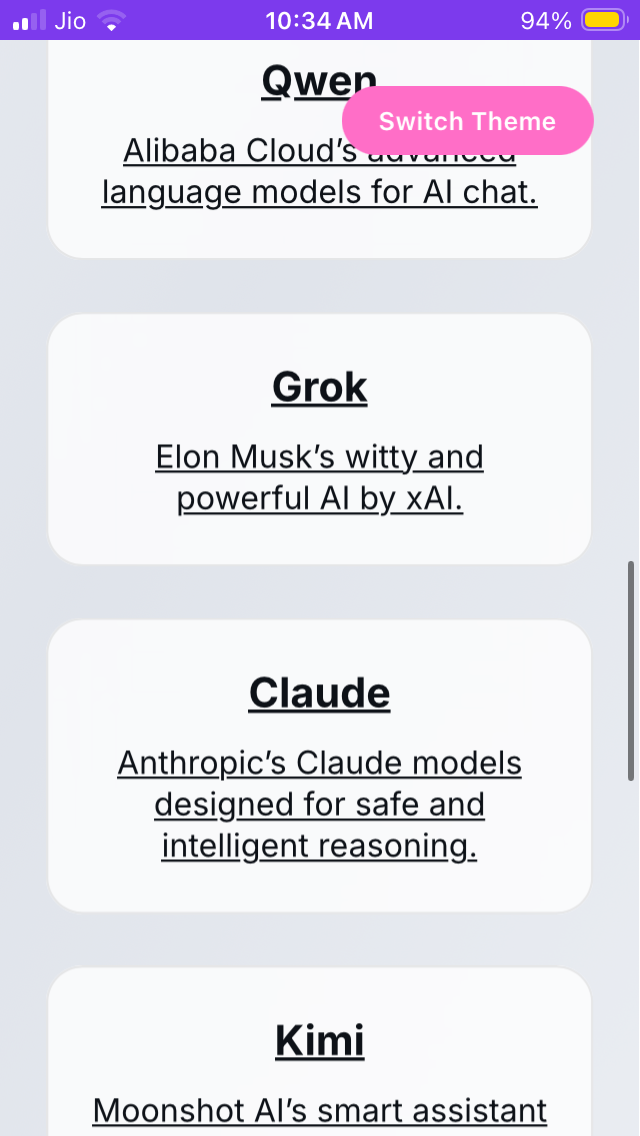 Jio
10:34 AM
94%
Qwen
Switch Theme
Alibaba Cloud’s advanced
language models for AI chat.
Grok
Elon Musk’s witty and
powerful AI by xAI.
Claude
Anthropic’s Claude models
designed for safe and
intelligent reasoning.
Kimi
Moonshot AI’s smart assistant